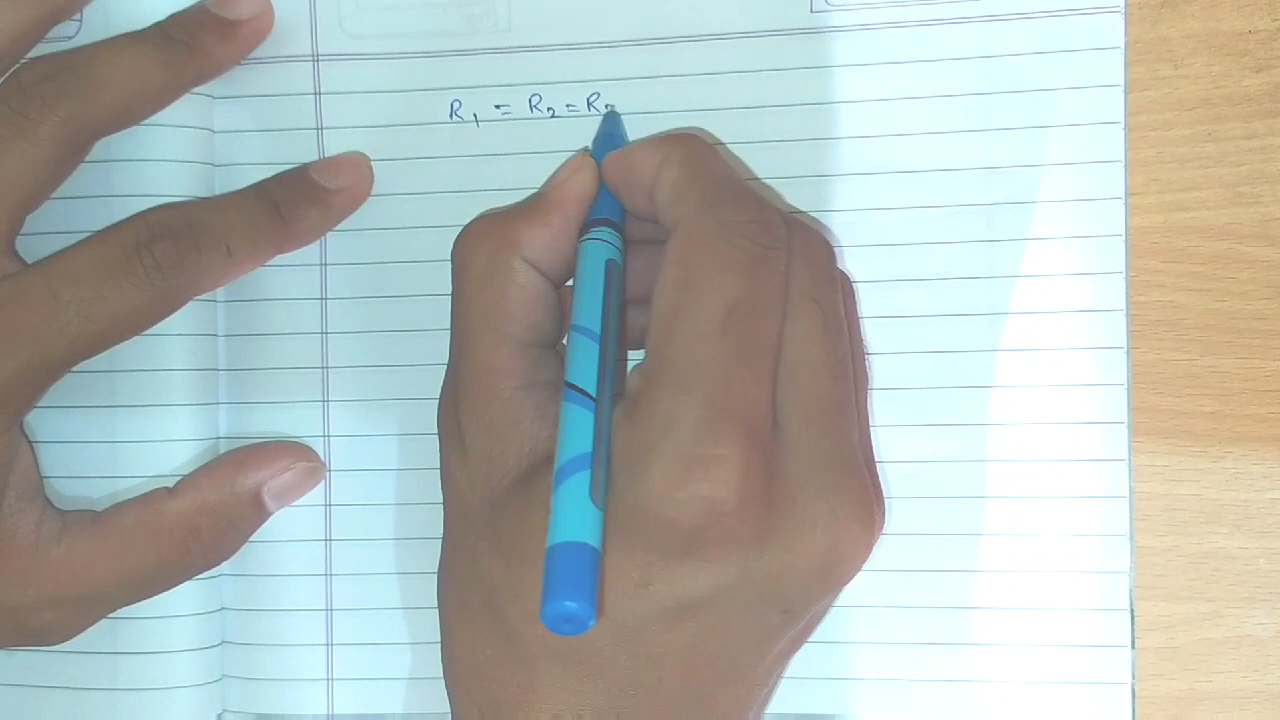 R₁ = R₂ = R